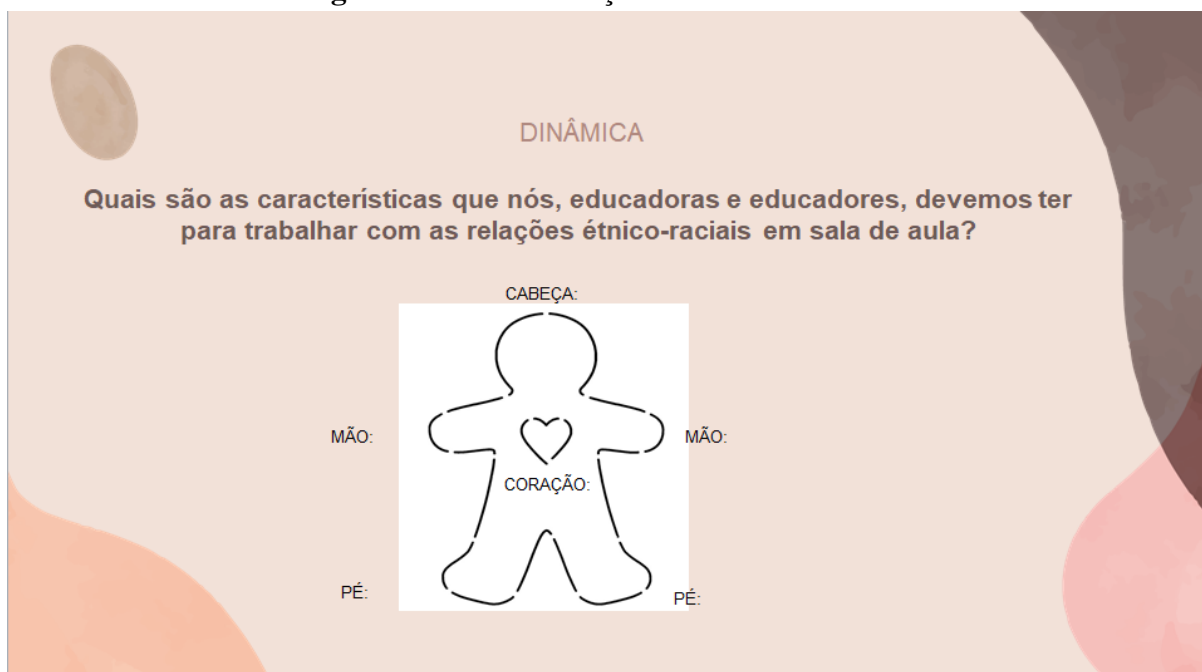 DINÂMICA
Quais são as características que nós, educadoras e educadores, devemos ter
para trabalhar com as relações étnico-raciais em sala de aula?
CABEÇA:
MÃO:
MÃO:
CORAÇÃO:
PÉ:
PÉ: